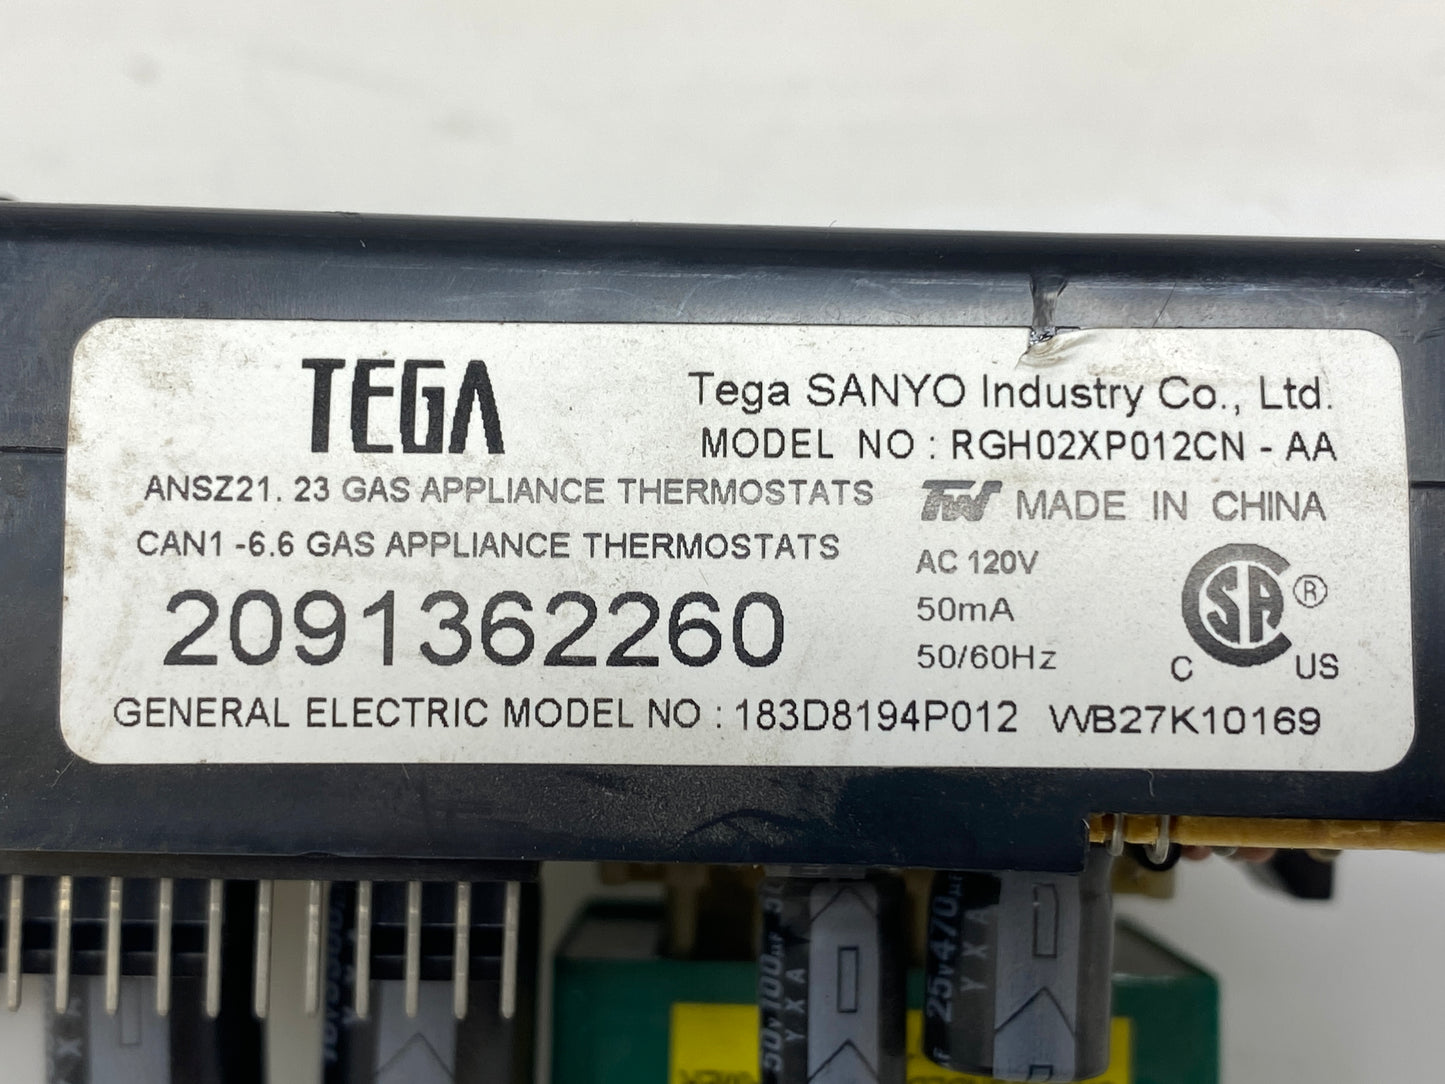 TEGA
Tega SANYO Industry Co., Ltd.
MODEL NO : RGH02XP012CN - AA
ANSZ21. 23 GAS APPLIANCE THERMOSTATS
TW MADE IN CHINA
CAN1 -6.6 GAS APPLIANCE THERMOSTATS
AC 120V
50mA
50/60Hz
2091362260
SA ®
C US
GENERAL ELECTRIC MODEL NO : 183D8194P012 WB27K10169
50v100µF
YXA
25v470µF
YXA
YXA